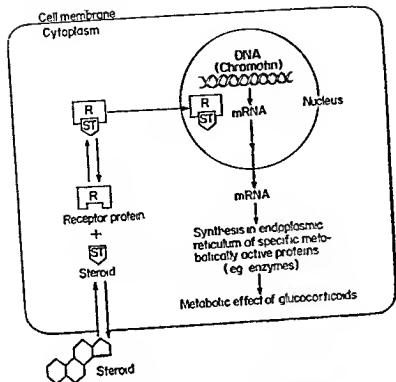 Cell membrane
Cytoplasm
DNA
(Chromatin)
R
ST
R
ST
mRNA
Nucleus
R
Receptor protein
+
ST
Steroid
mRNA
Synthesis in endoplasmic
reticulum of specific meta-
bolically active proteins
(eg enzymes)
Metabolic effect of glucocorticoids
Steroid